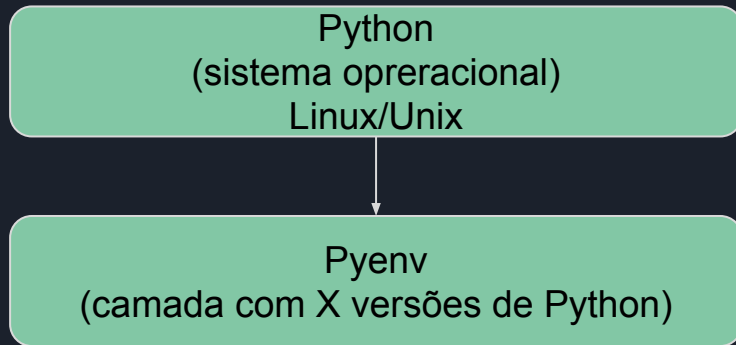 Python
(sistema opreracional)
Linux/Unix
Pyenv
(camada com X versões de Python)